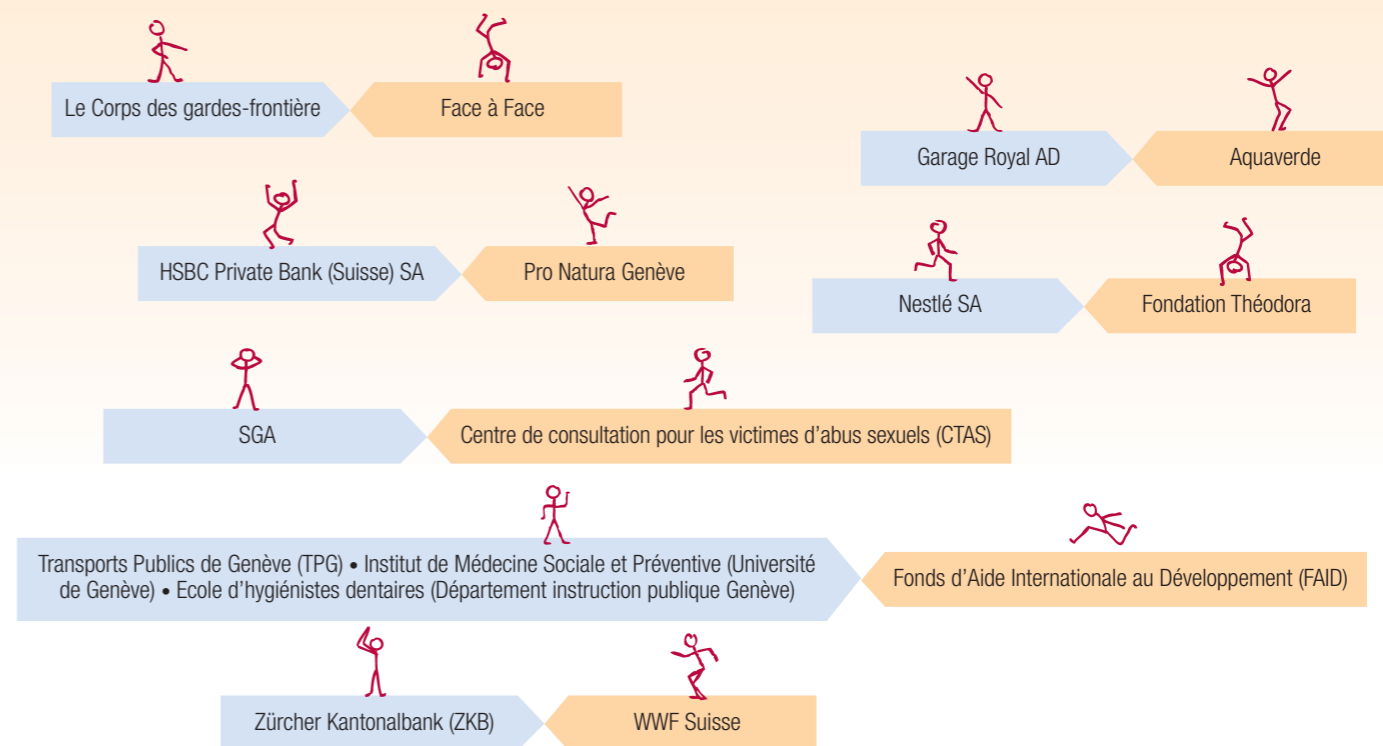 Le Corps des gardes-frontière
Face à Face
Garage Royal AD
Aquaverde
HSBC Private Bank (Suisse) SA
Pro Natura Genève
Nestlé SA
Fondation Théodora
SGA
Centre de consultation pour les victimes d'abus sexuels (CTAS)
Transports Publics de Genève (TPG) • Institut de Médecine Sociale et Préventive (Université
de Genève) • Ecole d'hygiénistes dentaires (Département instruction publique Genève)
Fonds d'Aide Internationale au Développement (FAID)
Zürcher Kantonalbank (ZKB)
WWF Suisse